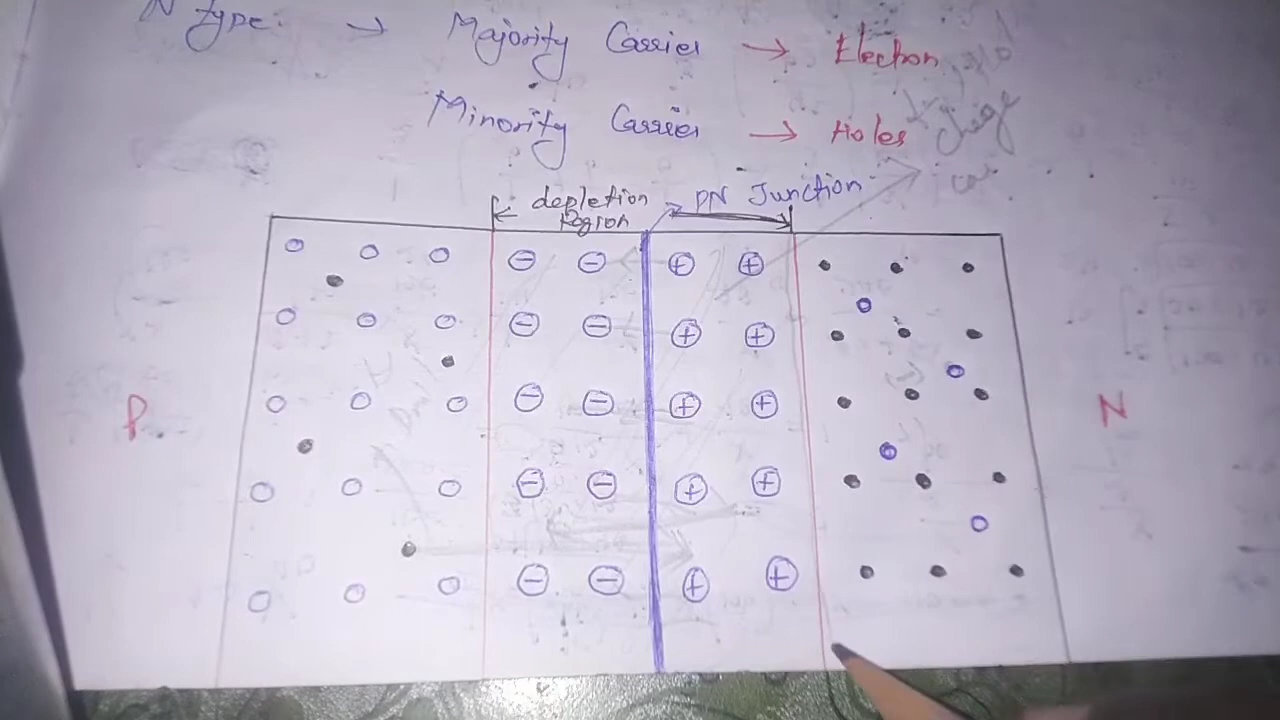 N type. → Majority Carrier → Electron
Minority Carrier → Holes
depletion
Region
PN Junction
− − + +
− − + +
− − + +
P
N
− − + +
− − + +